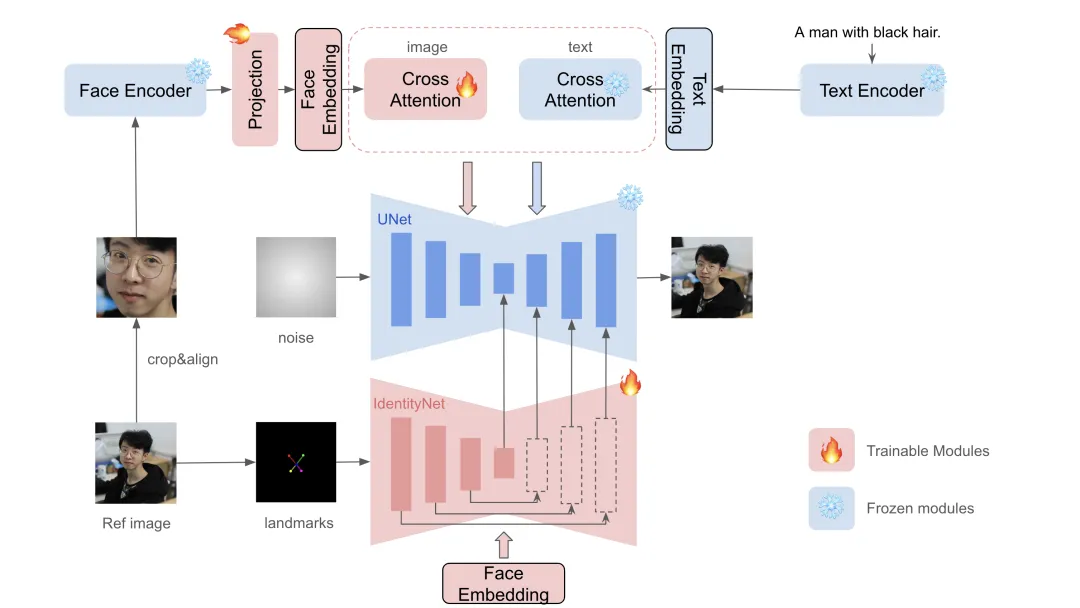 A man with black hair.
image
text
Face Encoder
Projection
Face
Embedding
Cross
Attention
Cross
Attention
Text
Embedding
Text Encoder
UNet
noise
crop&align
IdentityNet
Ref image
landmarks
Face
Embedding
Trainable Modules
Frozen modules